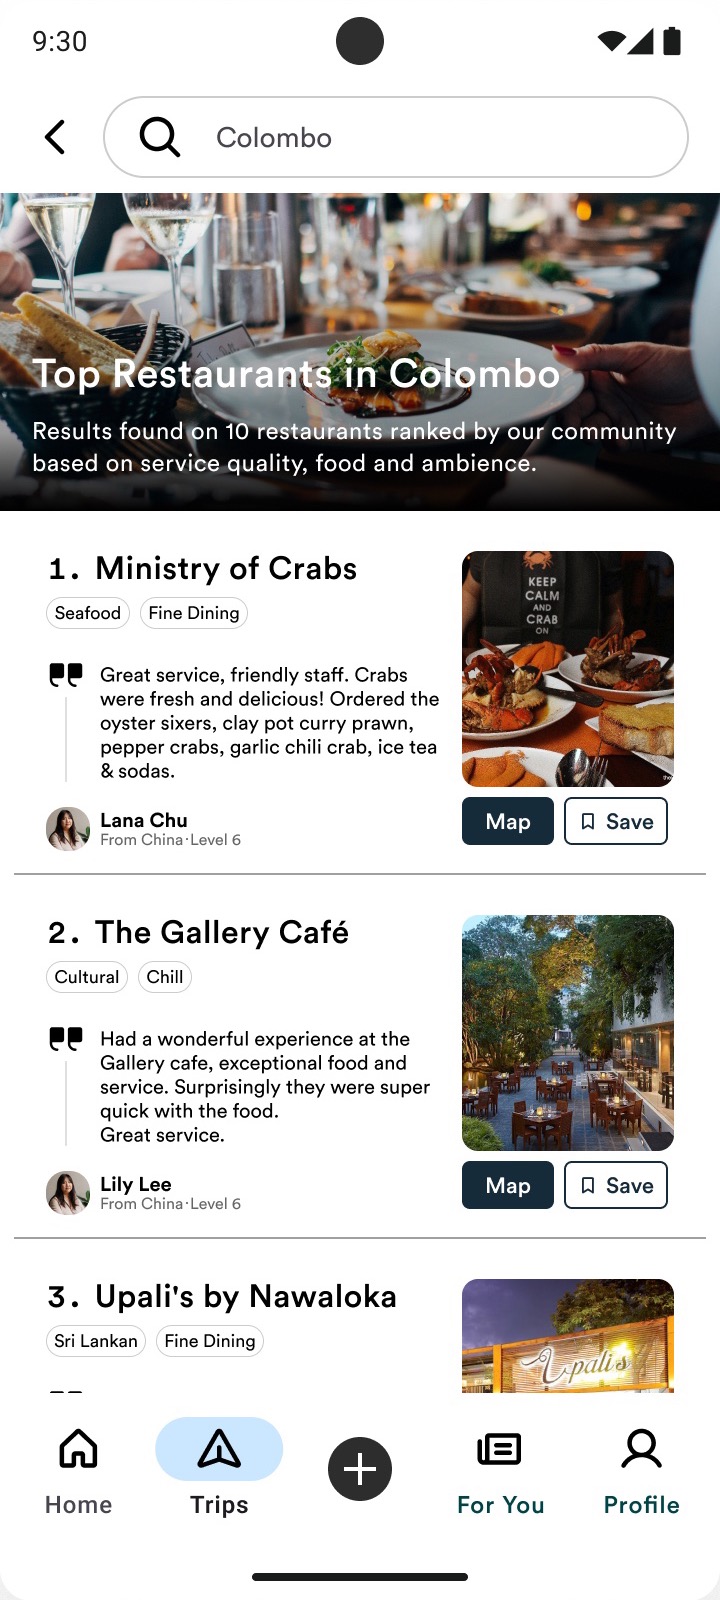 9:30
Colombo
Top Restaurants in Colombo
Results found on 10 restaurants ranked by our community
based on service quality, food and ambience.
1. Ministry of Crabs
Seafood
Fine Dining
Great service, friendly staff. Crabs
were fresh and delicious! Ordered the
oyster sixers, clay pot curry prawn,
pepper crabs, garlic chili crab, ice tea
& sodas.
Lana Chu
From China·Level 6
KEEP
CALM
AND
CRAB
ON
Map
Save
2. The Gallery Café
Cultural
Chill
Had a wonderful experience at the
Gallery cafe, exceptional food and
service. Surprisingly they were super
quick with the food.
Great service.
Lily Lee
From China·Level 6
Map
Save
3. Upali's by Nawaloka
Sri Lankan
Fine Dining
Upali's
Home
Trips
For You
Profile